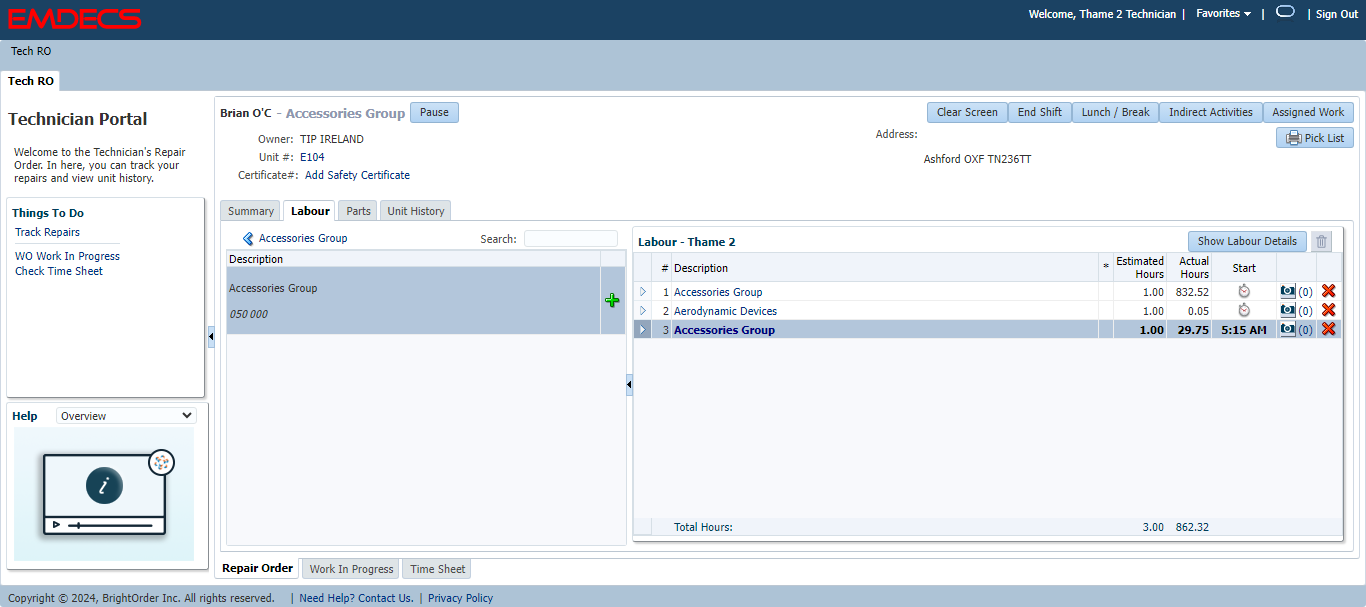 EMDECS
Welcome, Thame 2 Technician | Favorites | | Sign Out
Tech RO
Tech RO
Technician Portal
Welcome to the Technician's Repair
Order. In here, you can track your
repairs and view unit history.
Things To Do
Track Repairs
WO Work In Progress
Check Time Sheet
Help Overview
Brian O'C - Accessories Group Pause
Clear Screen End Shift Lunch / Break Indirect Activities Assigned Work
Pick List
Owner: TIP IRELAND
Unit #: E104
Certificate#: Add Safety Certificate
Address:
Ashford OXF TN236TT
Summary Labour Parts Unit History
Accessories Group Search:
Description
Accessories Group
050 000
Labour - Thame 2 Show Labour Details
# Description * Estimated Hours Actual Hours Start
1 Accessories Group 1.00 832.52 (0)
2 Aerodynamic Devices 1.00 0.05 (0)
3 Accessories Group 1.00 29.75 5:15 AM (0)
Total Hours: 3.00 862.32
Repair Order Work In Progress Time Sheet
Copyright © 2024, BrightOrder Inc. All rights reserved. | Need Help? Contact Us. | Privacy Policy